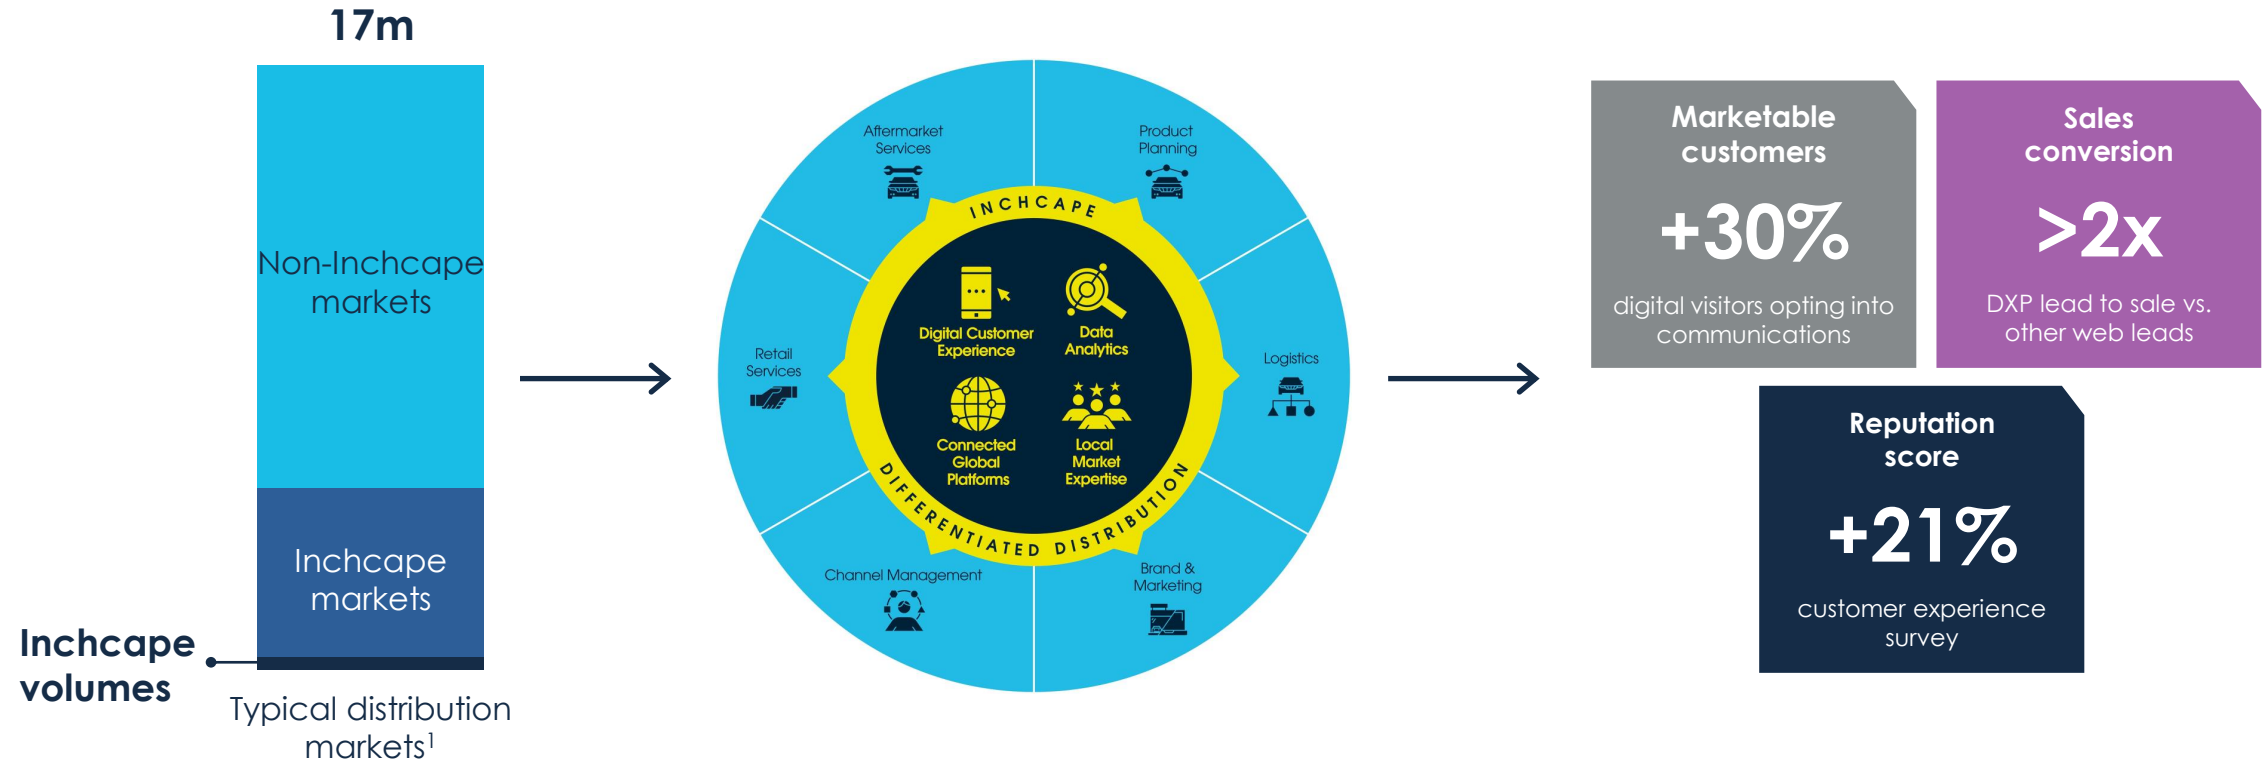 17m
Non-Inchcape
markets
Inchcape
markets
Inchcape
volumes
Typical distribution
markets¹
Aftermarket
Services
Product
Planning
Retail
Services
Logistics
Channel Management
Brand &
Marketing
INCHCAPE
DIFFERENTIATED DISTRIBUTION
Digital Customer
Experience
Data
Analytics
Connected
Global
Platforms
Local
Market
Expertise
Marketable
customers
+30%
digital visitors opting into
communications
Sales
conversion
>2x
DXP lead to sale vs.
other web leads
Reputation
score
+21%
customer experience
survey